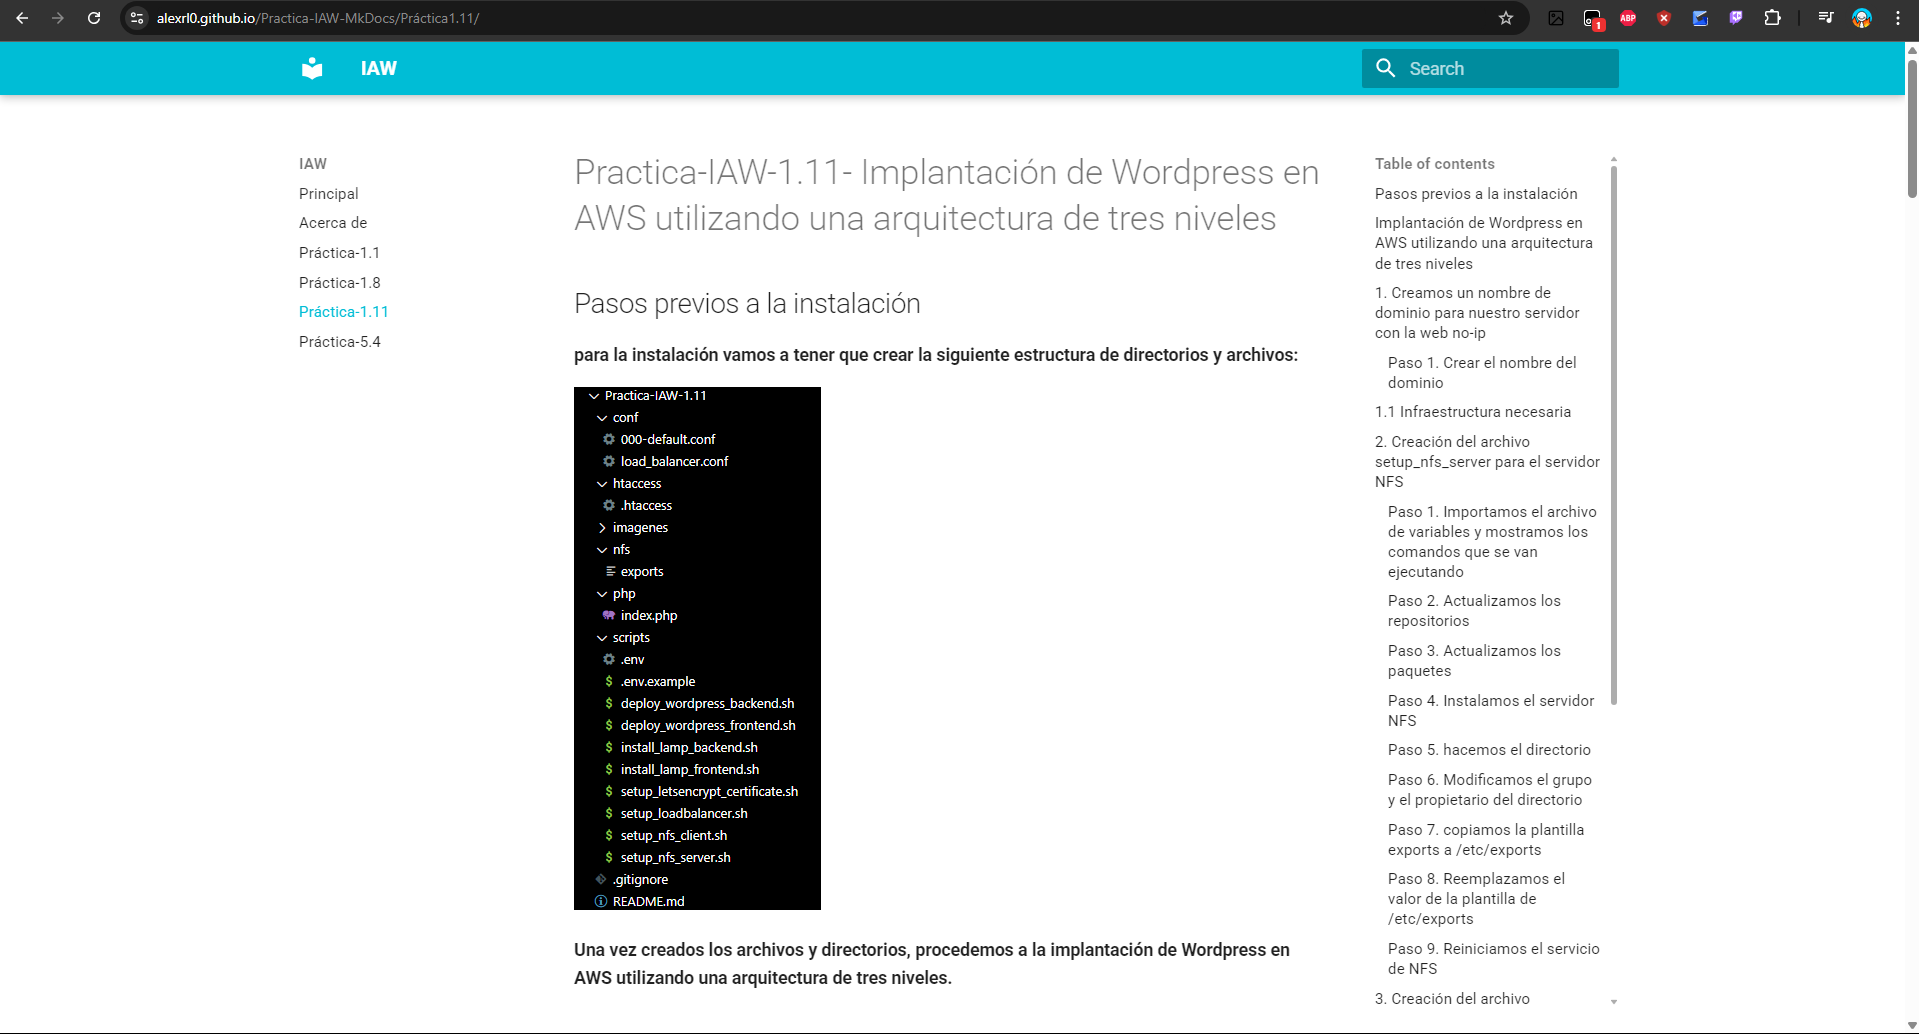 alexrl0.github.io/Practica-IAW-MkDocs/Práctica1.11/
1
ABP
IAW
Search
IAW
Principal
Acerca de
Práctica-1.1
Práctica-1.8
Práctica-1.11
Práctica-5.4
Practica-IAW-1.11- Implantación de Wordpress en
AWS utilizando una arquitectura de tres niveles
Pasos previos a la instalación
para la instalación vamos a tener que crear la siguiente estructura de directorios y archivos:
Practica-IAW-1.11
conf
000-default.conf
load_balancer.conf
htaccess
.htaccess
imagenes
nfs
exports
php
index.php
scripts
.env
$ .env.example
$ deploy_wordpress_backend.sh
$ deploy_wordpress_frontend.sh
$ install_lamp_backend.sh
$ install_lamp_frontend.sh
$ setup_letsencrypt_certificate.sh
$ setup_loadbalancer.sh
$ setup_nfs_client.sh
$ setup_nfs_server.sh
.gitignore
README.md
Una vez creados los archivos y directorios, procedemos a la implantación de Wordpress en
AWS utilizando una arquitectura de tres niveles.
Table of contents
Pasos previos a la instalación
Implantación de Wordpress en
AWS utilizando una arquitectura
de tres niveles
1. Creamos un nombre de
dominio para nuestro servidor
con la web no-ip
Paso 1. Crear el nombre del
dominio
1.1 Infraestructura necesaria
2. Creación del archivo
setup_nfs_server para el servidor
NFS
Paso 1. Importamos el archivo
de variables y mostramos los
comandos que se van
ejecutando
Paso 2. Actualizamos los
repositorios
Paso 3. Actualizamos los
paquetes
Paso 4. Instalamos el servidor
NFS
Paso 5. hacemos el directorio
Paso 6. Modificamos el grupo
y el propietario del directorio
Paso 7. copiamos la plantilla
exports a /etc/exports
Paso 8. Reemplazamos el
valor de la plantilla de
/etc/exports
Paso 9. Reiniciamos el servicio
de NFS
3. Creación del archivo